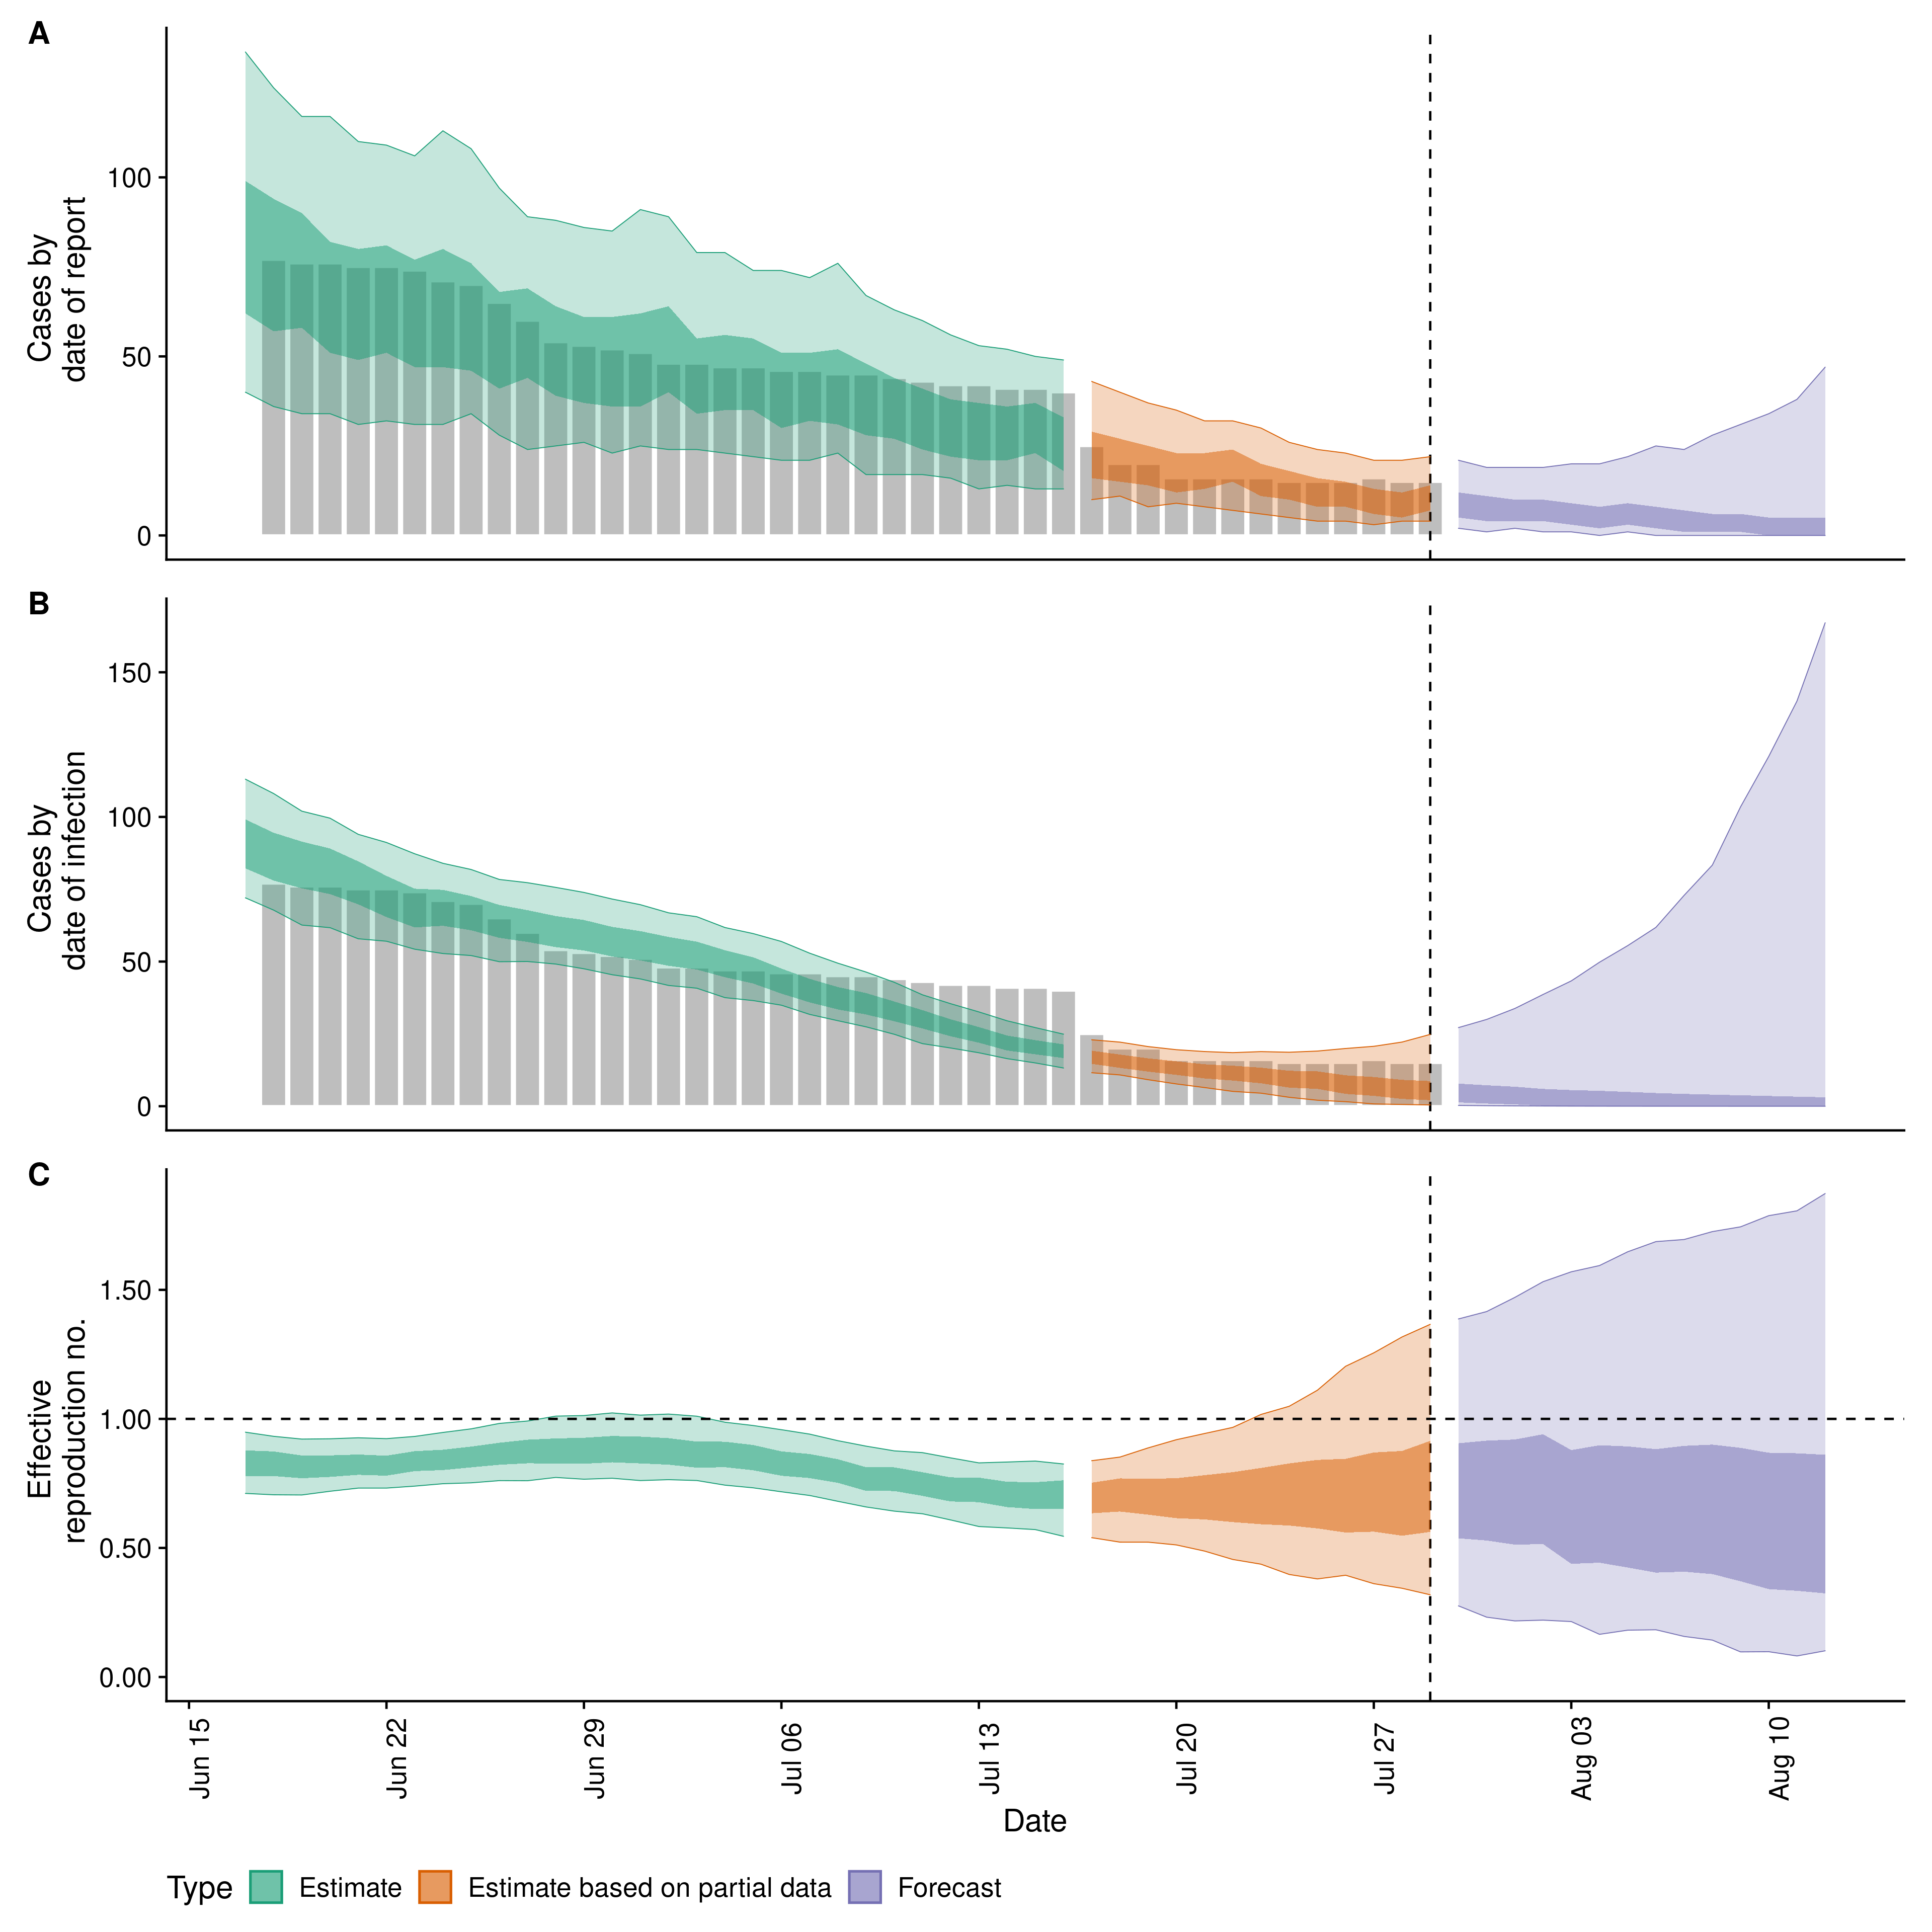 A
Cases by
date of report
100
50
0
B
Cases by
date of infection
150
100
50
0
C
Effective
reproduction no.
1.50
1.00
0.50
0.00
Jun 15
Jun 22
Jun 29
Jul 06
Jul 13
Jul 20
Jul 27
Aug 03
Aug 10
Date
Type Estimate Estimate based on partial data Forecast